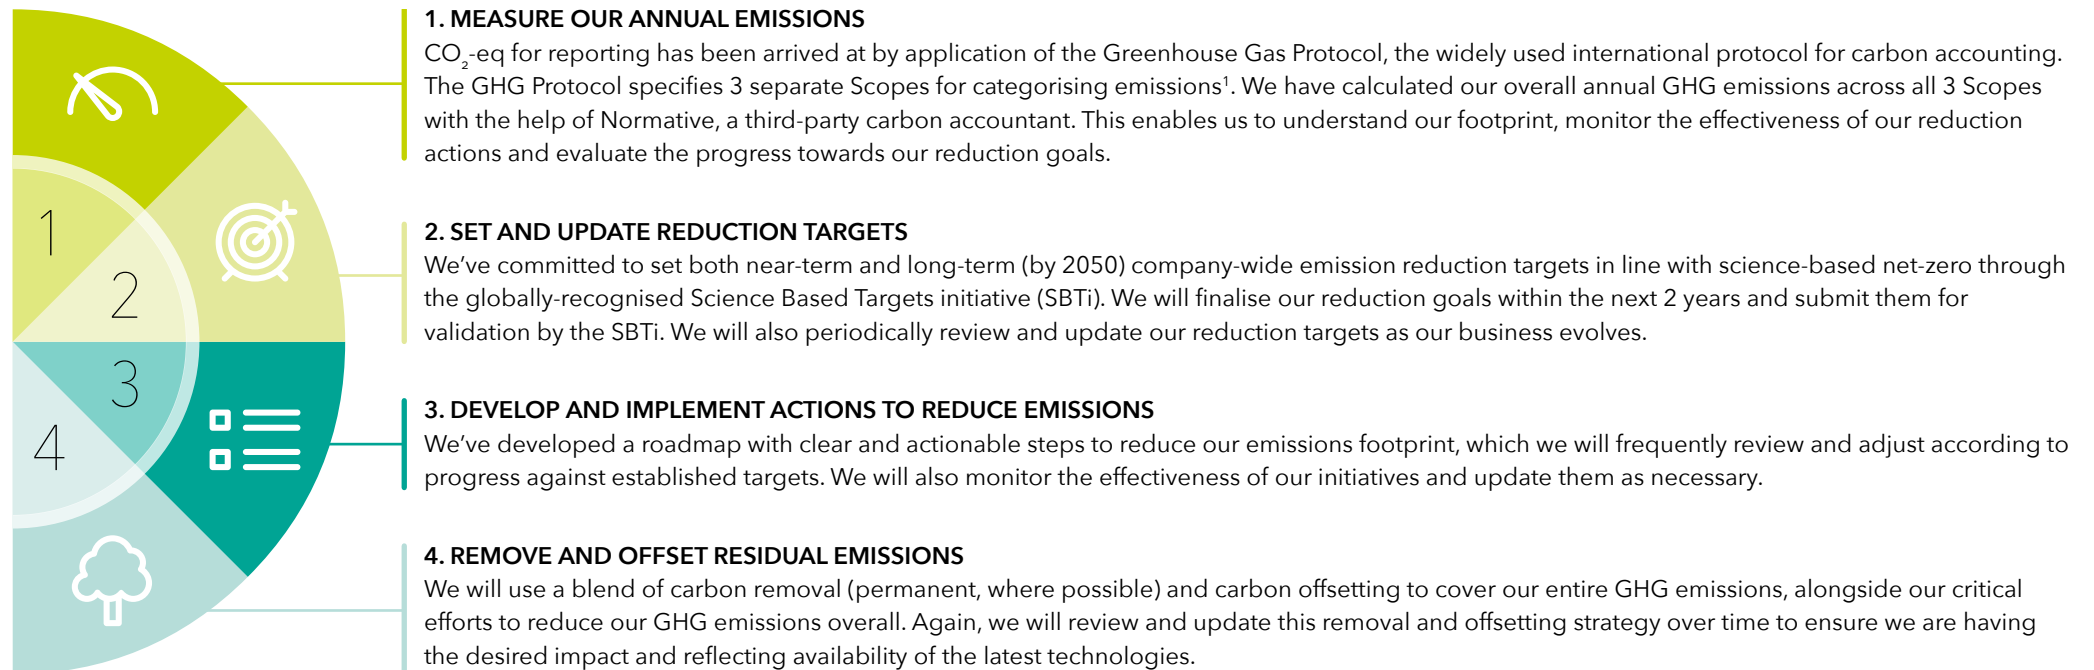 1. MEASURE OUR ANNUAL EMISSIONS
CO₂-eq for reporting has been arrived at by application of the Greenhouse Gas Protocol, the widely used international protocol for carbon accounting.
The GHG Protocol specifies 3 separate Scopes for categorising emissions¹. We have calculated our overall annual GHG emissions across all 3 Scopes
with the help of Normative, a third-party carbon accountant. This enables us to understand our footprint, monitor the effectiveness of our reduction
actions and evaluate the progress towards our reduction goals.
1
2. SET AND UPDATE REDUCTION TARGETS
We’ve committed to set both near-term and long-term (by 2050) company-wide emission reduction targets in line with science-based net-zero through
the globally-recognised Science Based Targets initiative (SBTi). We will finalise our reduction goals within the next 2 years and submit them for
validation by the SBTi. We will also periodically review and update our reduction targets as our business evolves.
2
3. DEVELOP AND IMPLEMENT ACTIONS TO REDUCE EMISSIONS
We’ve developed a roadmap with clear and actionable steps to reduce our emissions footprint, which we will frequently review and adjust according to
progress against established targets. We will also monitor the effectiveness of our initiatives and update them as necessary.
3
4. REMOVE AND OFFSET RESIDUAL EMISSIONS
We will use a blend of carbon removal (permanent, where possible) and carbon offsetting to cover our entire GHG emissions, alongside our critical
efforts to reduce our GHG emissions overall. Again, we will review and update this removal and offsetting strategy over time to ensure we are having
the desired impact and reflecting availability of the latest technologies.
4